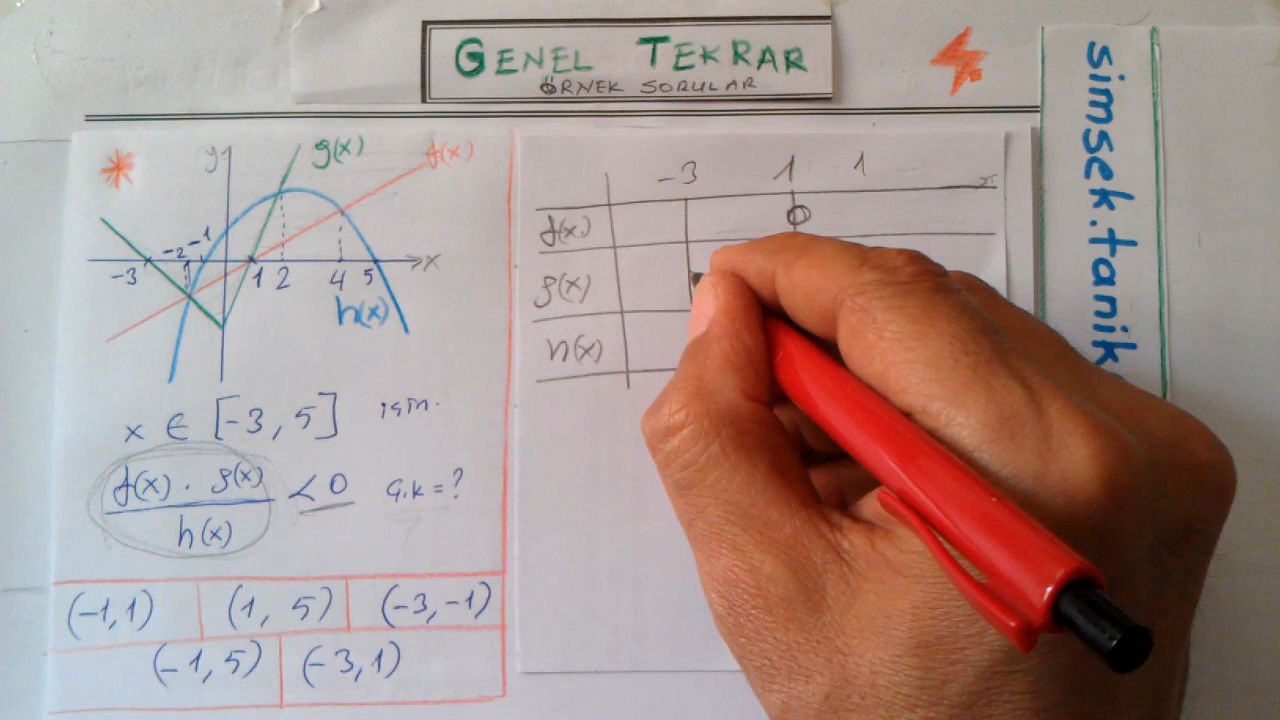 GENEL TEKRAR
ÖRNEK SORULAR
simsek.tanik
y g(x) f(x)
-3 -2 -1 1 2 4 5 x
h(x)
x ∈ [-3, 5] için.
f(x) . g(x)
h(x)
< 0 Ç.K = ?
(-1,1) (1, 5) (-3,-1)
(-1,5) (-3,1)
-3 1 1 x
f(x) 0
g(x)
h(x)